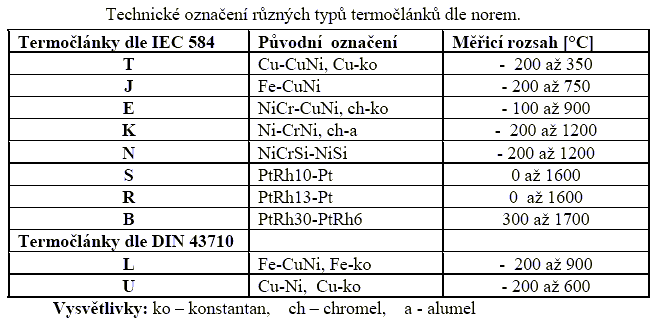 Technické označení různých typů termočlánků dle norem.
Termočlánky dle IEC 584 Původní označení Měřicí rozsah [°C]
T Cu-CuNi, Cu-ko - 200 až 350
J Fe-CuNi - 200 až 750
E NiCr-CuNi, ch-ko - 100 až 900
K Ni-CrNi, ch-a - 200 až 1200
N NiCrSi-NiSi - 200 až 1200
S PtRh10-Pt 0 až 1600
R PtRh13-Pt 0 až 1600
B PtRh30-PtRh6 300 až 1700
Termočlánky dle DIN 43710
L Fe-CuNi, Fe-ko - 200 až 900
U Cu-Ni, Cu-ko - 200 až 600
Vysvětlivky: ko – konstantan, ch – chromel, a - alumel